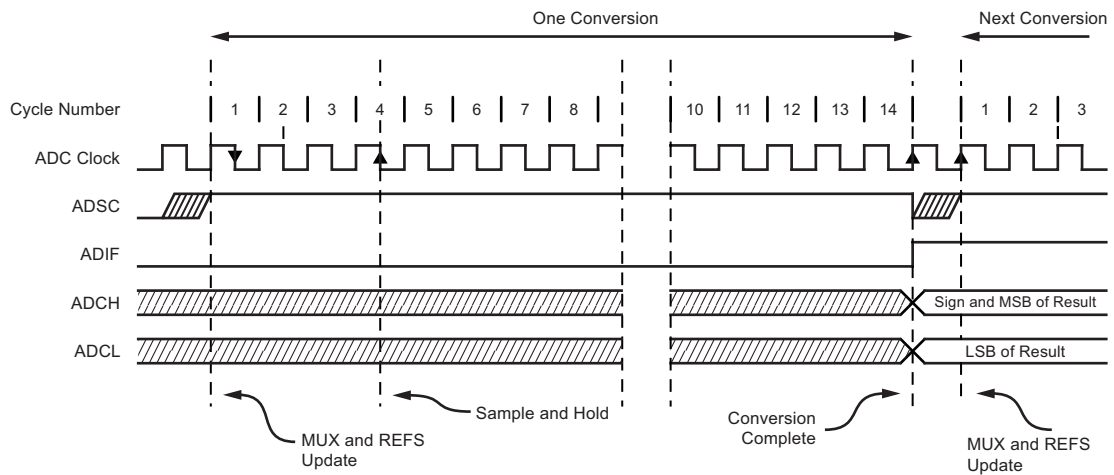 One Conversion
Next Conversion
Cycle Number
1 2 3 4 5 6 7 8 10 11 12 13 14 1 2 3
ADC Clock
ADSC
ADIF
ADCH
Sign and MSB of Result
ADCL
LSB of Result
MUX and REFS
Update
Sample and Hold
Conversion
Complete
MUX and REFS
Update